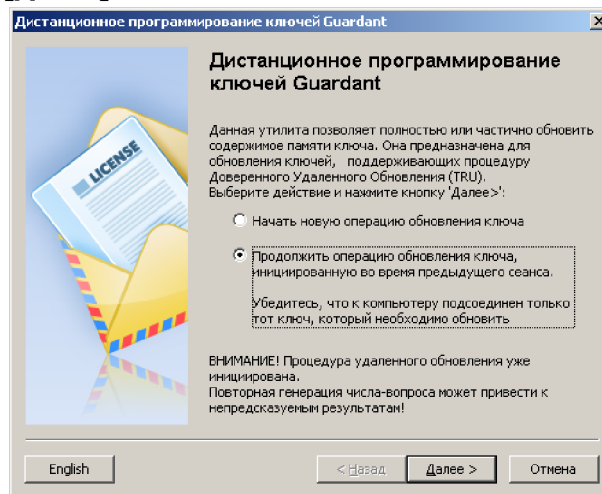 Дистанционное программирование ключей Guardant
Дистанционное программирование
ключей Guardant
LICENSE
Данная утилита позволяет полностью или частично обновить
содержимое памяти ключа. Она предназначена для
обновления ключей, поддерживающих процедуру
Доверенного Удаленного Обновления (TRU).
Выберите действие и нажмите кнопку 'Далее>':
Начать новую операцию обновления ключа
Продолжить операцию обновления ключа,
инициированную во время предыдущего сеанса.
Убедитесь, что к компьютеру подсоединен только
тот ключ, который необходимо обновить
ВНИМАНИЕ! Процедура удаленного обновления уже
инициирована.
Повторная генерация числа-вопроса может привести к
непредсказуемым результатам!
English
< Назад
Далее >
Отмена